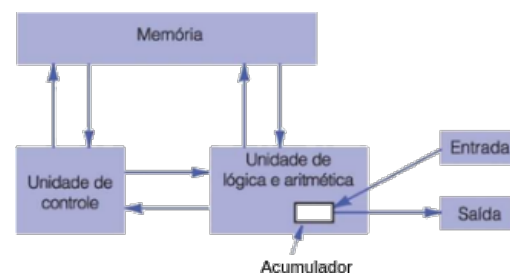 Memória
Unidade de
controle
Unidade de
lógica e aritmética
Entrada
Saída
Acumulador